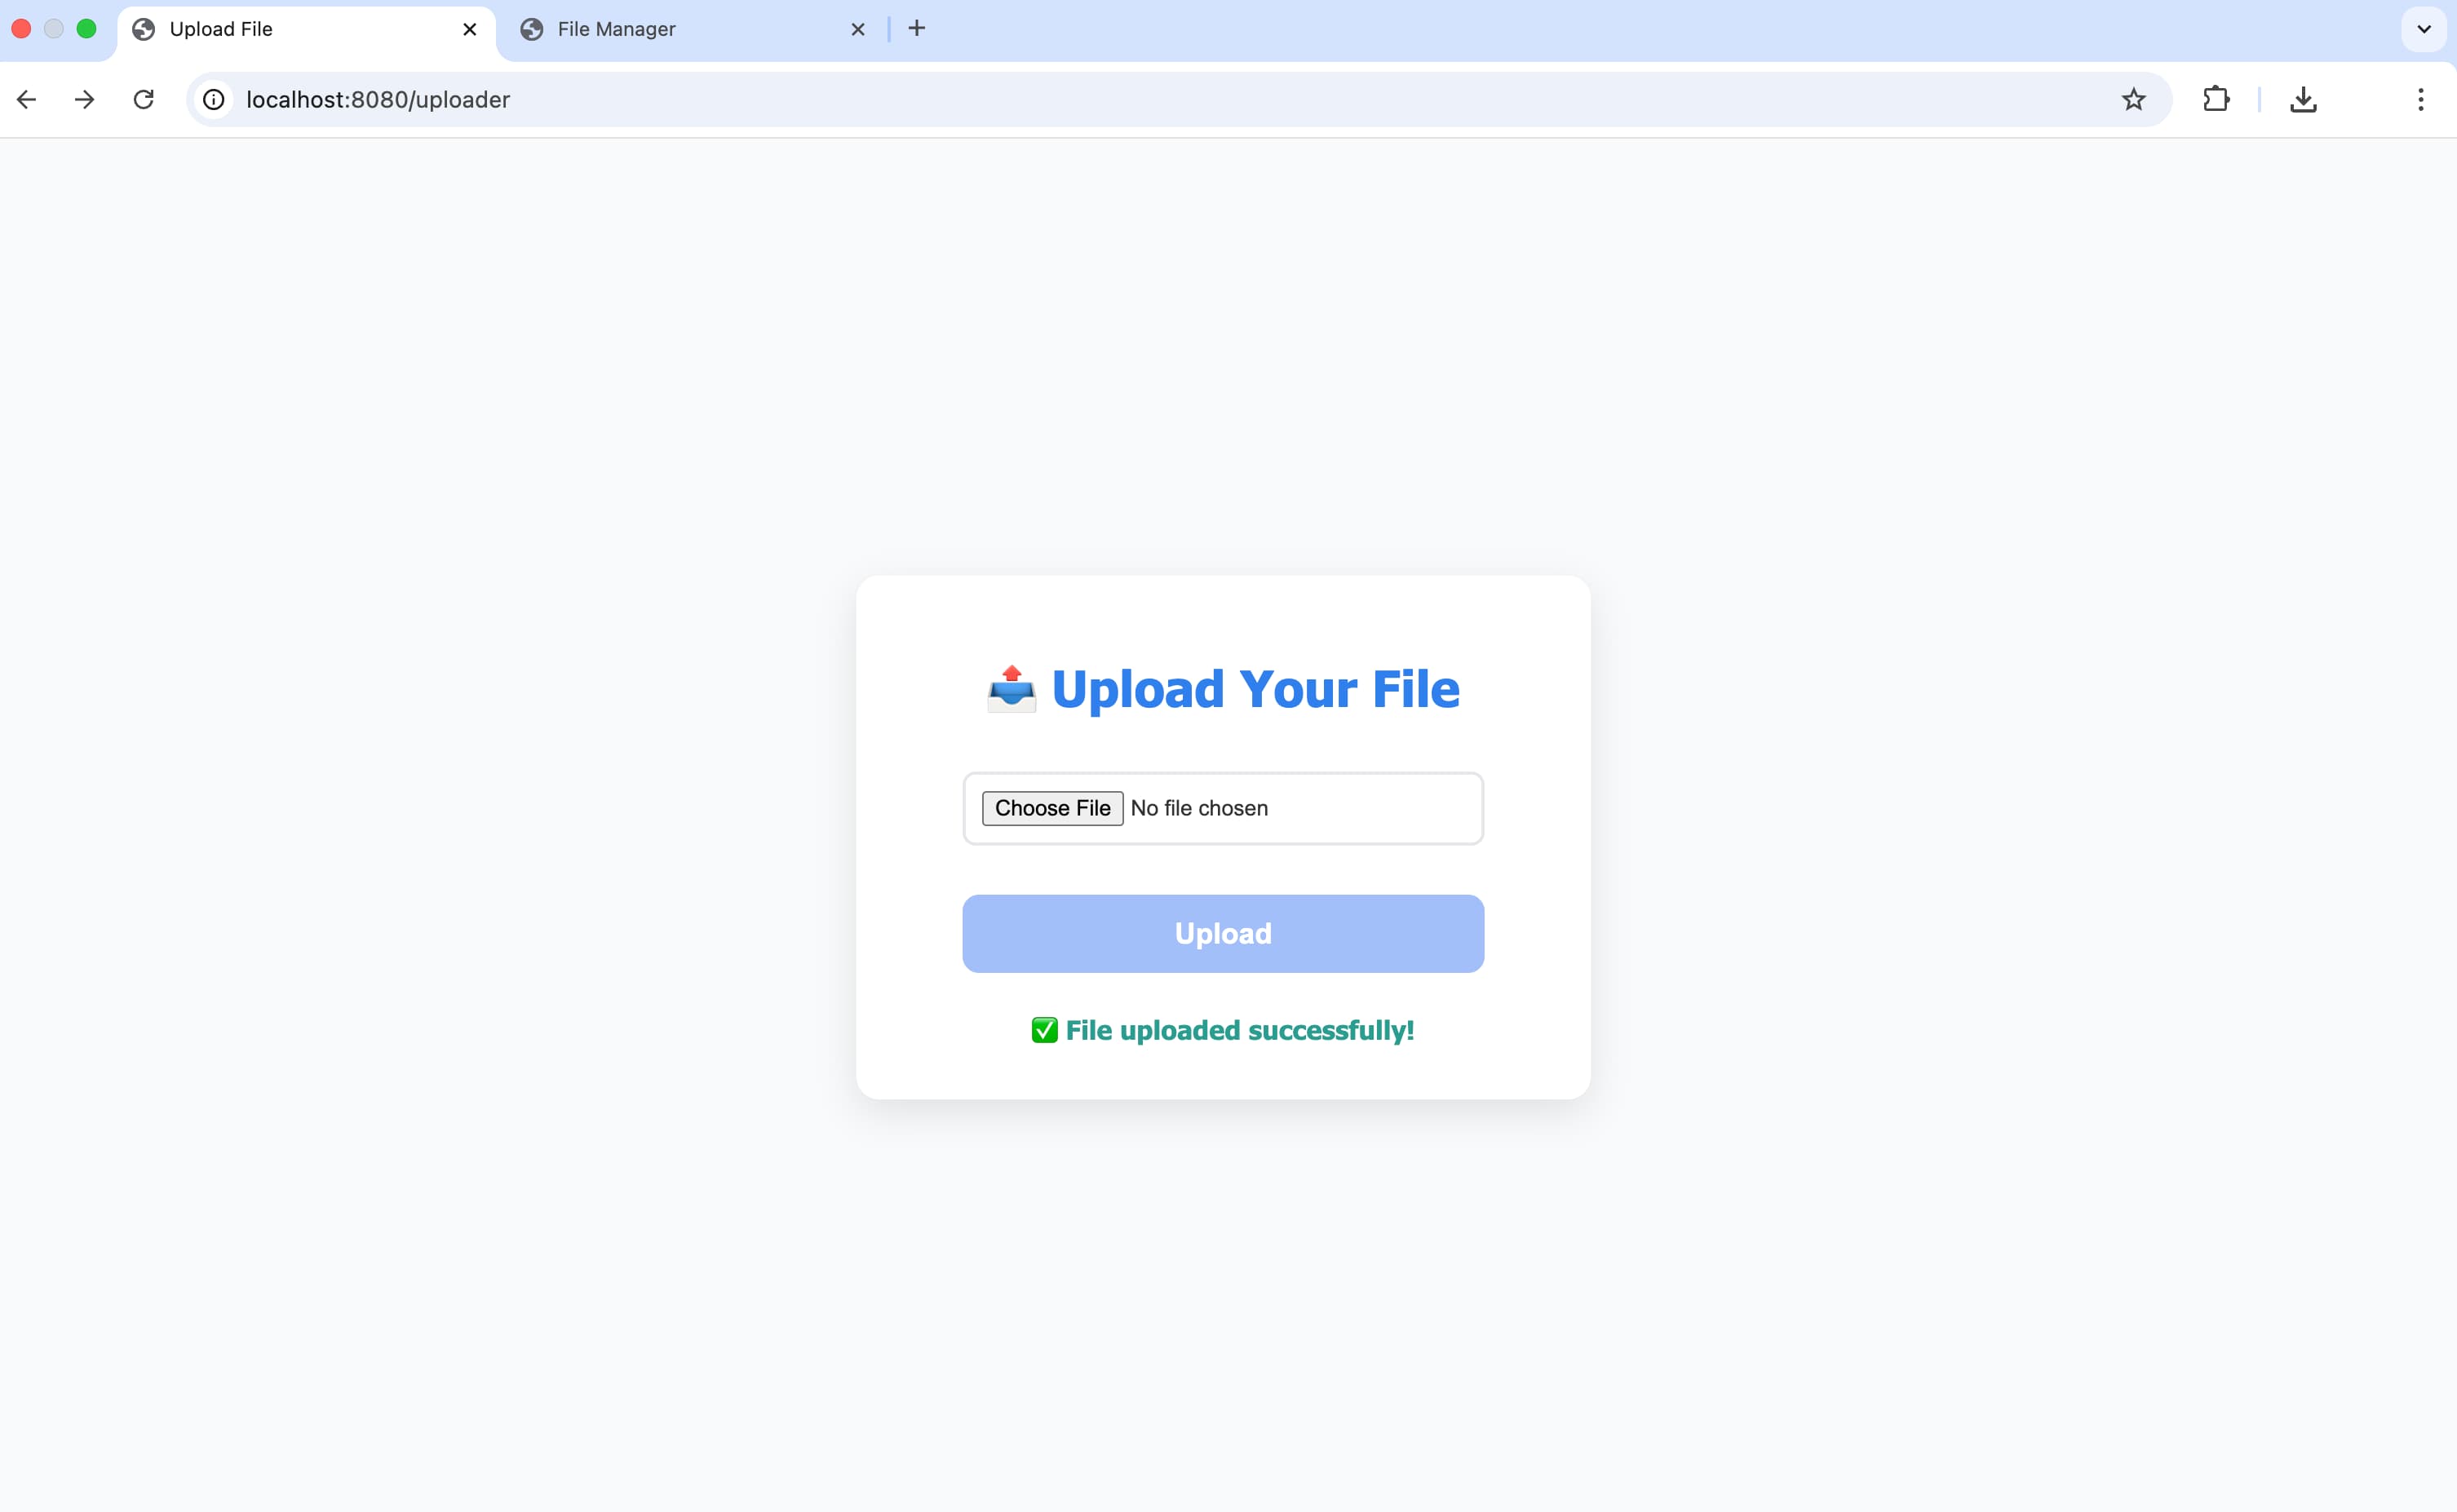 Upload File
File Manager
localhost:8080/uploader
📤 Upload Your File
Choose File No file chosen
Upload
✅ File uploaded successfully!